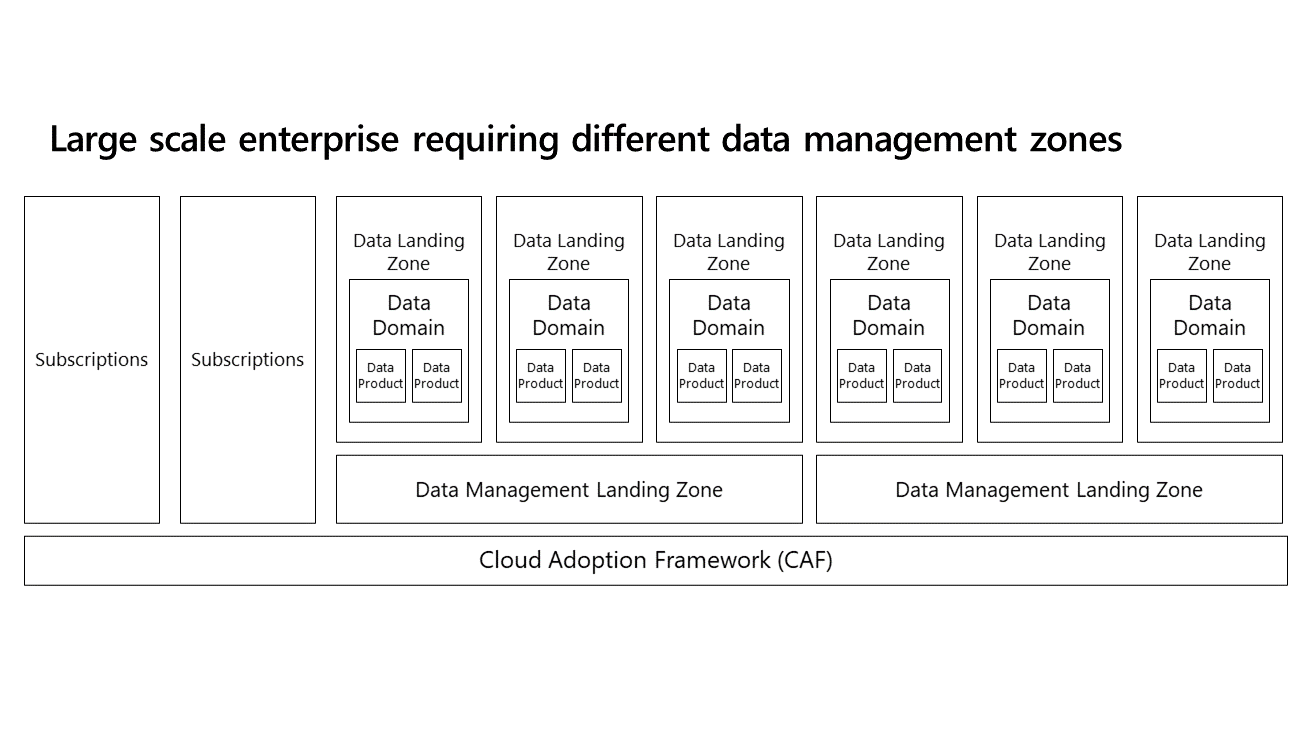 Large scale enterprise requiring different data management zones
Subscriptions
Subscriptions
Data Landing
Zone
Data
Domain
Data
Product
Data
Product
Data Landing
Zone
Data
Domain
Data
Product
Data
Product
Data Landing
Zone
Data
Domain
Data
Product
Data
Product
Data Landing
Zone
Data
Domain
Data
Product
Data
Product
Data Landing
Zone
Data
Domain
Data
Product
Data
Product
Data Landing
Zone
Data
Domain
Data
Product
Data
Product
Data Management Landing Zone
Data Management Landing Zone
Cloud Adoption Framework (CAF)